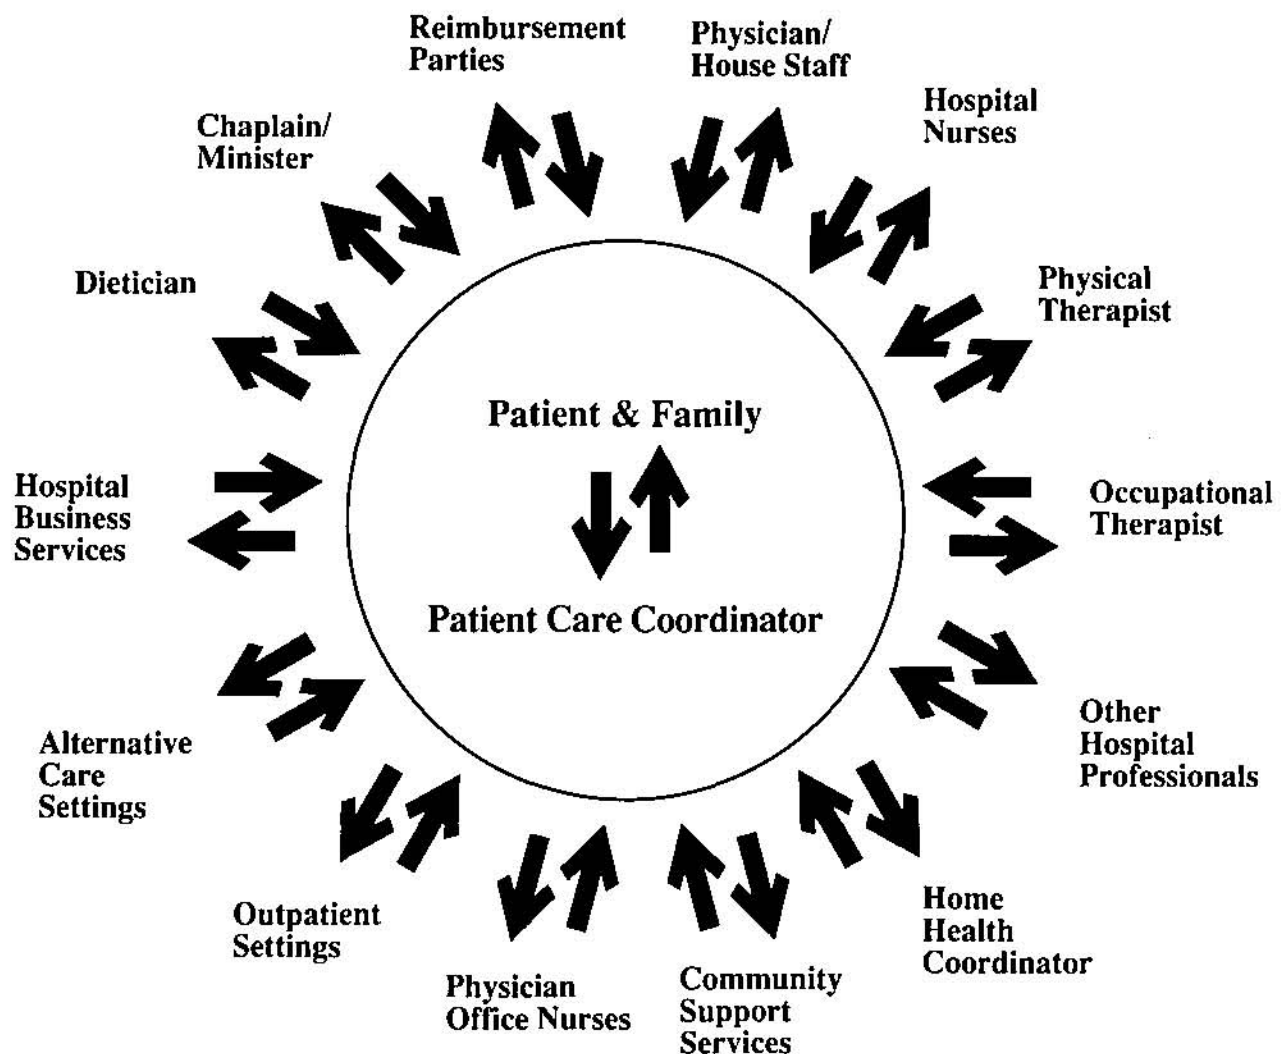 Reimbursement
Parties
Physician/
House Staff
Hospital
Nurses
Chaplain/
Minister
Physical
Therapist
Dietician
Patient & Family
Hospital
Business
Services
Occupational
Therapist
Patient Care Coordinator
Other
Hospital
Professionals
Alternative
Care
Settings
Home
Health
Coordinator
Outpatient
Settings
Physician
Office Nurses
Community
Support
Services